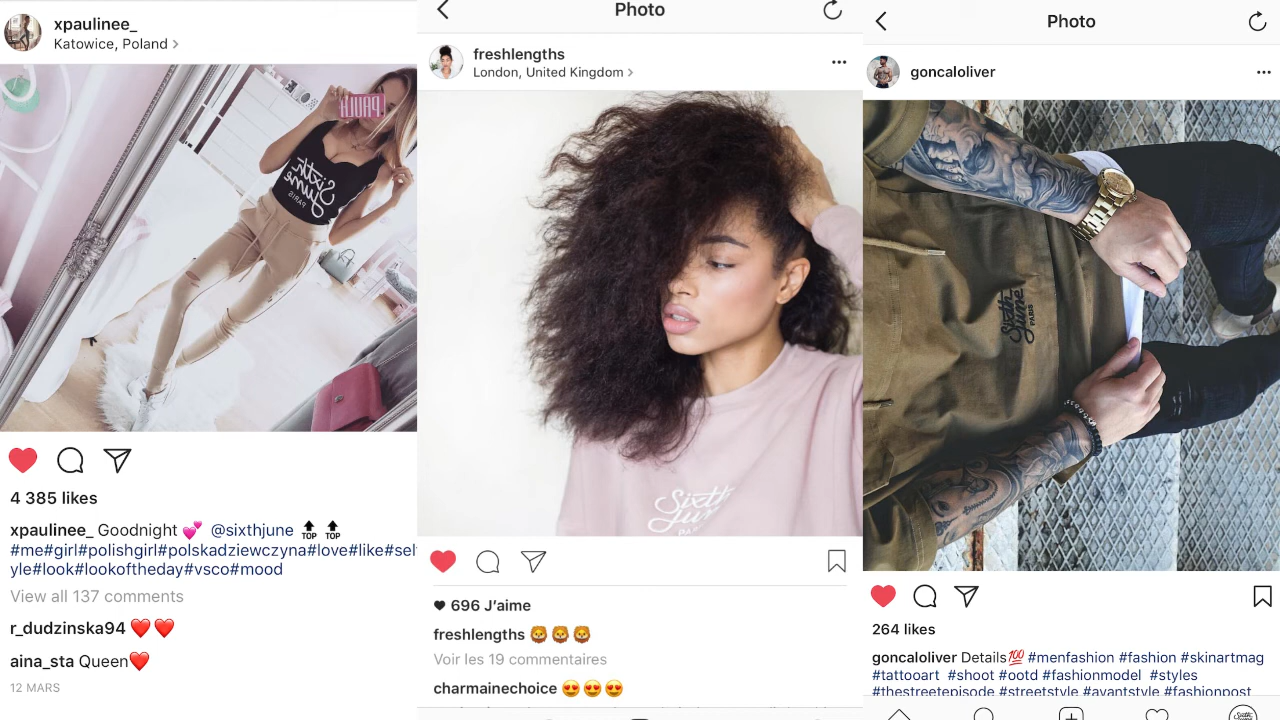 xpaulinee_
Katowice, Poland >
PAULA
Sixth
June
PARIS
4 385 likes
xpaulinee_ Goodnight 💕 @sixthjune 🔝 🔝
#me#girl#polishgirl#polskadziewczyna#love#like#sel
yle#look#lookoftheday#vsco#mood
View all 137 comments
r_dudzinska94 ❤️❤️
aina_sta Queen❤️
12 MARS
Photo
freshlengths
London, United Kingdom >
Sixth
June
PARIS
♥ 696 J’aime
freshlengths 🦁🦁🦁
Voir les 19 commentaires
charmainechoice 😍😍😍
Photo
goncaloliver
Sixth
June
PARIS
264 likes
goncaloliver Details💯 #menfashion #fashion #skinartmag
#tattooart #shoot #ootd #fashionmodel #styles
#thestreetepisode #streetstyle #avantstyle #fashionpost